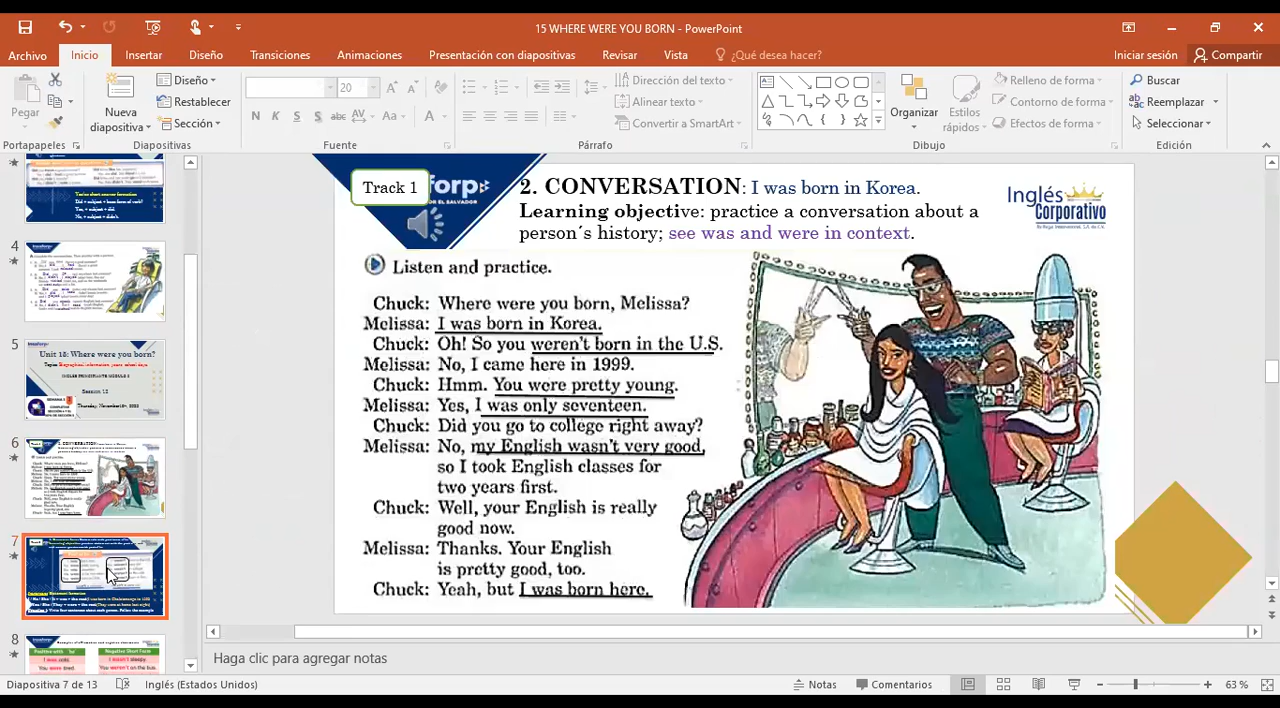 15 WHERE WERE YOU BORN - PowerPoint
Archivo Inicio Insertar Diseño Transiciones Animaciones Presentación con diapositivas Revisar Vista ¿Qué desea hacer? Iniciar sesión Compartir
Pegar
Nueva diapositiva
Diseño
Restablecer
Sección
20
N K S S abc AV Aa A
Dirección del texto
Alinear texto
Convertir a SmartArt
Organizar
Estilos rápidos
Relleno de forma
Contorno de forma
Efectos de forma
Buscar
Reemplazar
Seleccionar
Portapapeles Diapositivas Fuente Párrafo Dibujo Edición
4
5
Unit 15: Where were you born?
6
7
8
Track 1
2. CONVERSATION: I was born in Korea.
Learning objective: practice a conversation about a
person´s history; see was and were in context.
Inglés
Corporativo
Listen and practice.
Chuck: Where were you born, Melissa?
Melissa: I was born in Korea.
Chuck: Oh! So you weren't born in the U.S.
Melissa: No, I came here in 1999.
Chuck: Hmm. You were pretty young.
Melissa: Yes, I was only seventeen.
Chuck: Did you go to college right away?
Melissa: No, my English wasn't very good,
so I took English classes for
two years first.
Chuck: Well, your English is really
good now.
Melissa: Thanks. Your English
is pretty good, too.
Chuck: Yeah, but I was born here.
Haga clic para agregar notas
Diapositiva 7 de 13 Inglés (Estados Unidos) Notas Comentarios 63 %